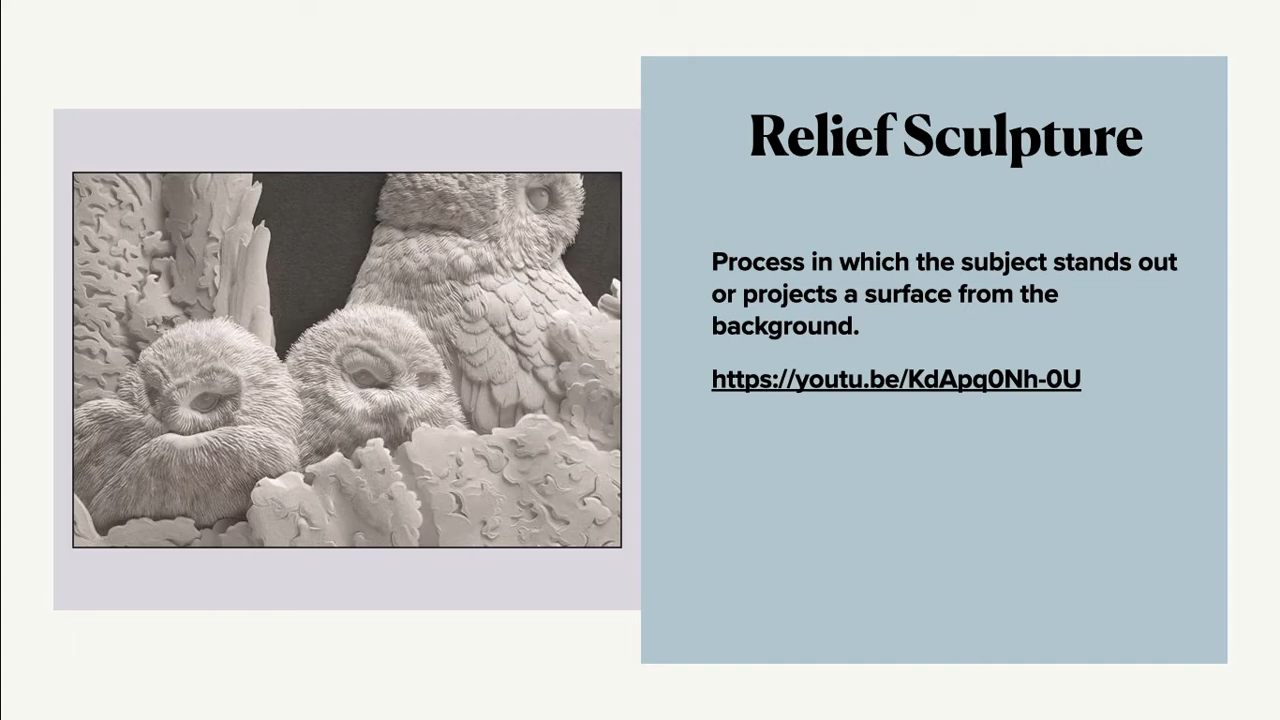 Relief Sculpture
Process in which the subject stands out
or projects a surface from the
background.
https://youtu.be/KdApq0Nh-0U